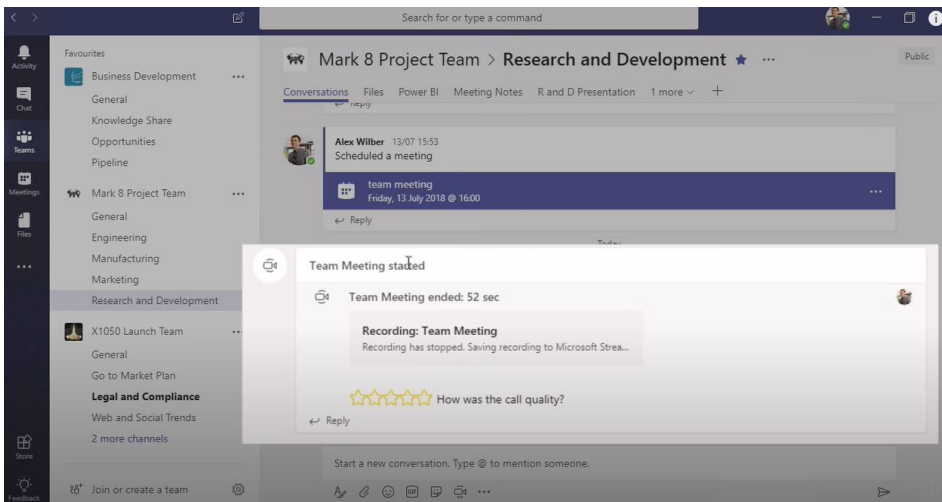 Search for or type a command
Activity
Chat
Teams
Meetings
Files
Store
Feedback
Favourites
Business Development
General
Knowledge Share
Opportunities
Pipeline
Mark 8 Project Team
General
Engineering
Manufacturing
Marketing
Research and Development
X1050 Launch Team
General
Go to Market Plan
Legal and Compliance
Web and Social Trends
2 more channels
Join or create a team
Mark 8 Project Team > Research and Development
Public
Conversations Files Power BI Meeting Notes R and D Presentation 1 more
Reply
Alex Wilber 13/07 15:53
Scheduled a meeting
team meeting
Friday, 13 July 2018 @ 16:00
Reply
Today
Team Meeting started
Team Meeting ended: 52 sec
Recording: Team Meeting
Recording has stopped. Saving recording to Microsoft Strea...
How was the call quality?
Reply
Start a new conversation. Type @ to mention someone.
GIF